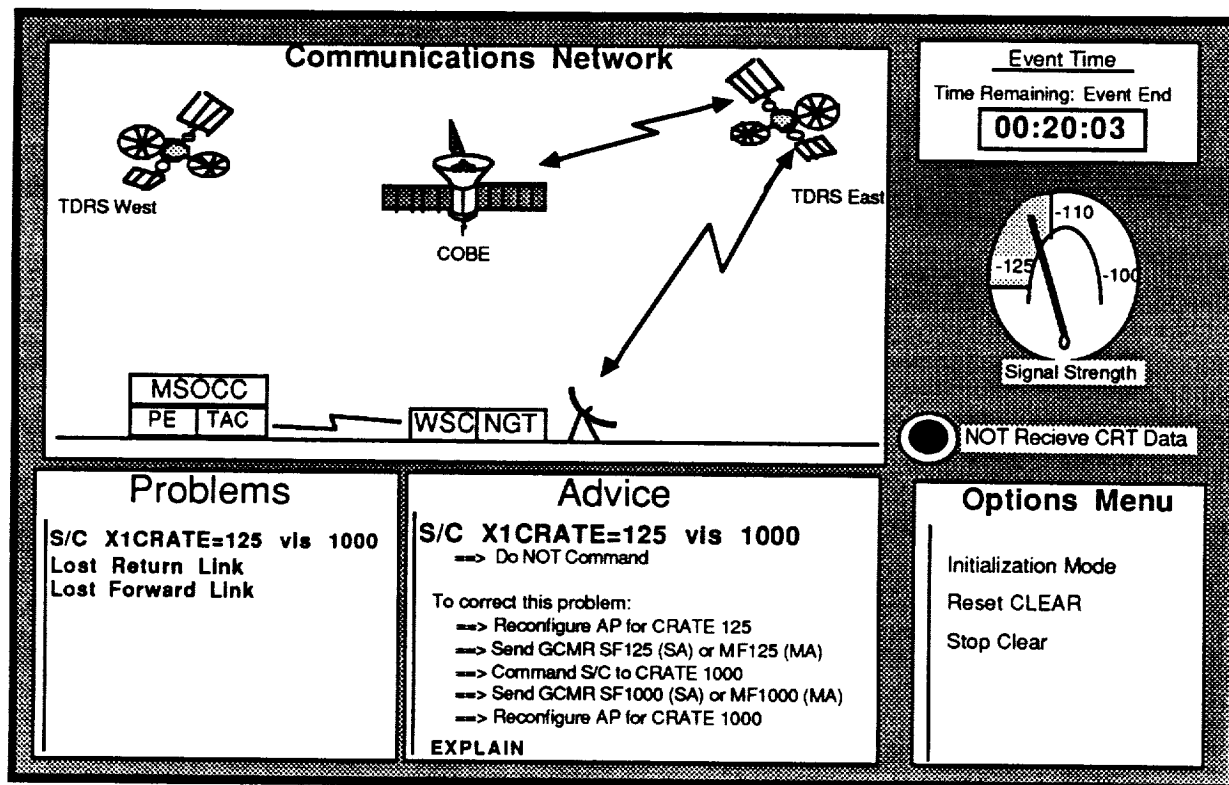 Communications Network
TDRS West
COBE
TDRS East
MSOCC
PE TAC
WSC NGT
Event Time
Time Remaining: Event End
00:20:03
-110
-125
-100
Signal Strength
NOT Recieve CRT Data
Problems
S/C X1CRATE=125 vis 1000
Lost Return Link
Lost Forward Link
Advice
S/C X1CRATE=125 vis 1000
==> Do NOT Command
To correct this problem:
==> Reconfigure AP for CRATE 125
==> Send GCMR SF125 (SA) or MF125 (MA)
==> Command S/C to CRATE 1000
==> Send GCMR SF1000 (SA) or MF1000 (MA)
==> Reconfigure AP for CRATE 1000
EXPLAIN
Options Menu
Initialization Mode
Reset CLEAR
Stop Clear